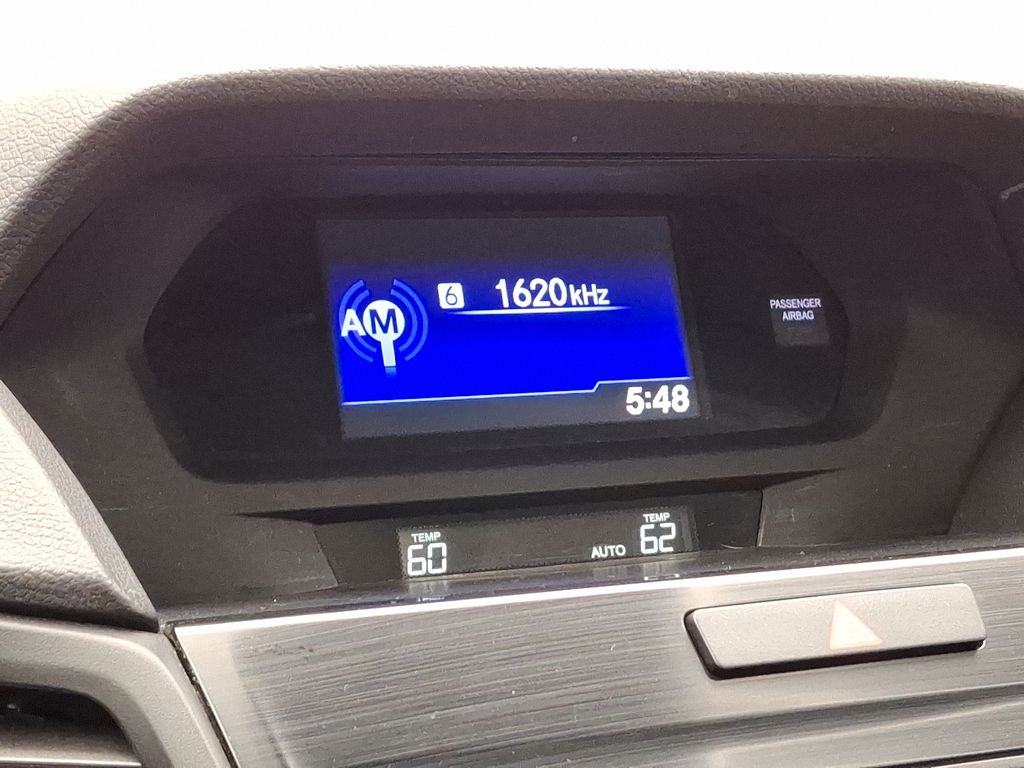 AM 6 1620kHz
5:48
PASSENGER
AIRBAG
TEMP
60
AUTO
TEMP
62